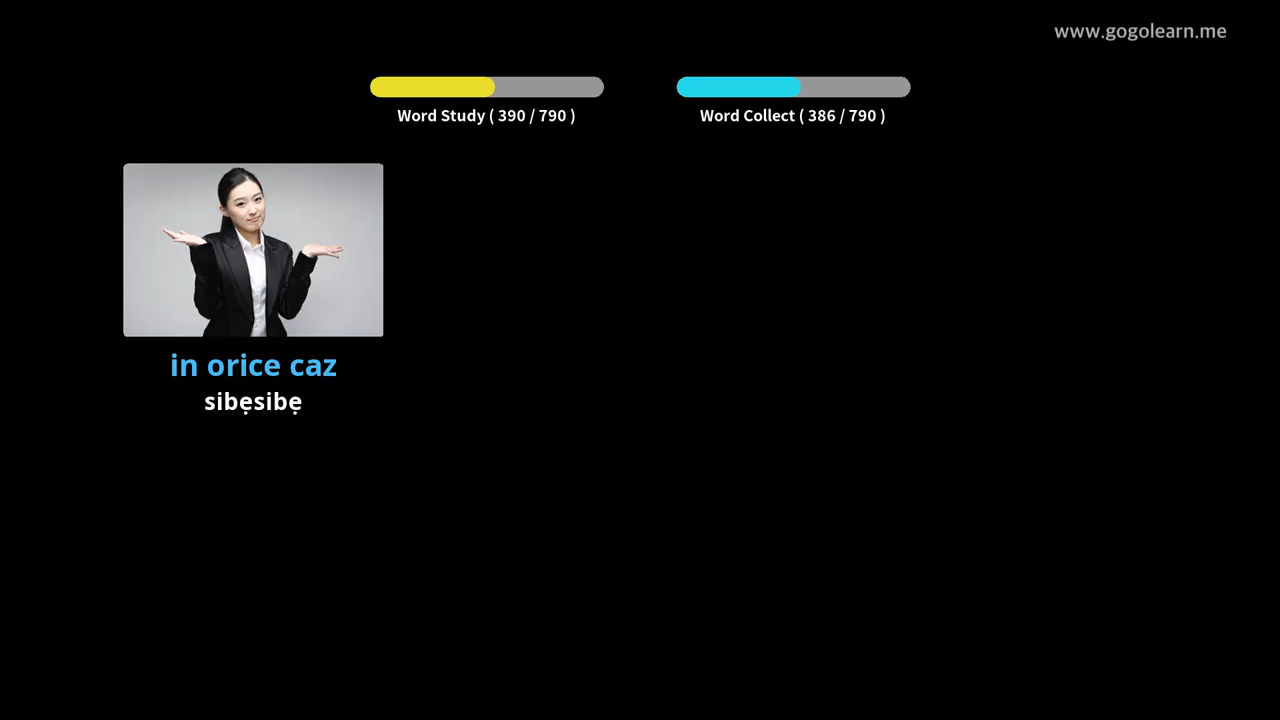 www.gogolearn.me
Word Study ( 390 / 790 )
Word Collect ( 386 / 790 )
in orice caz
sibẹsibẹ